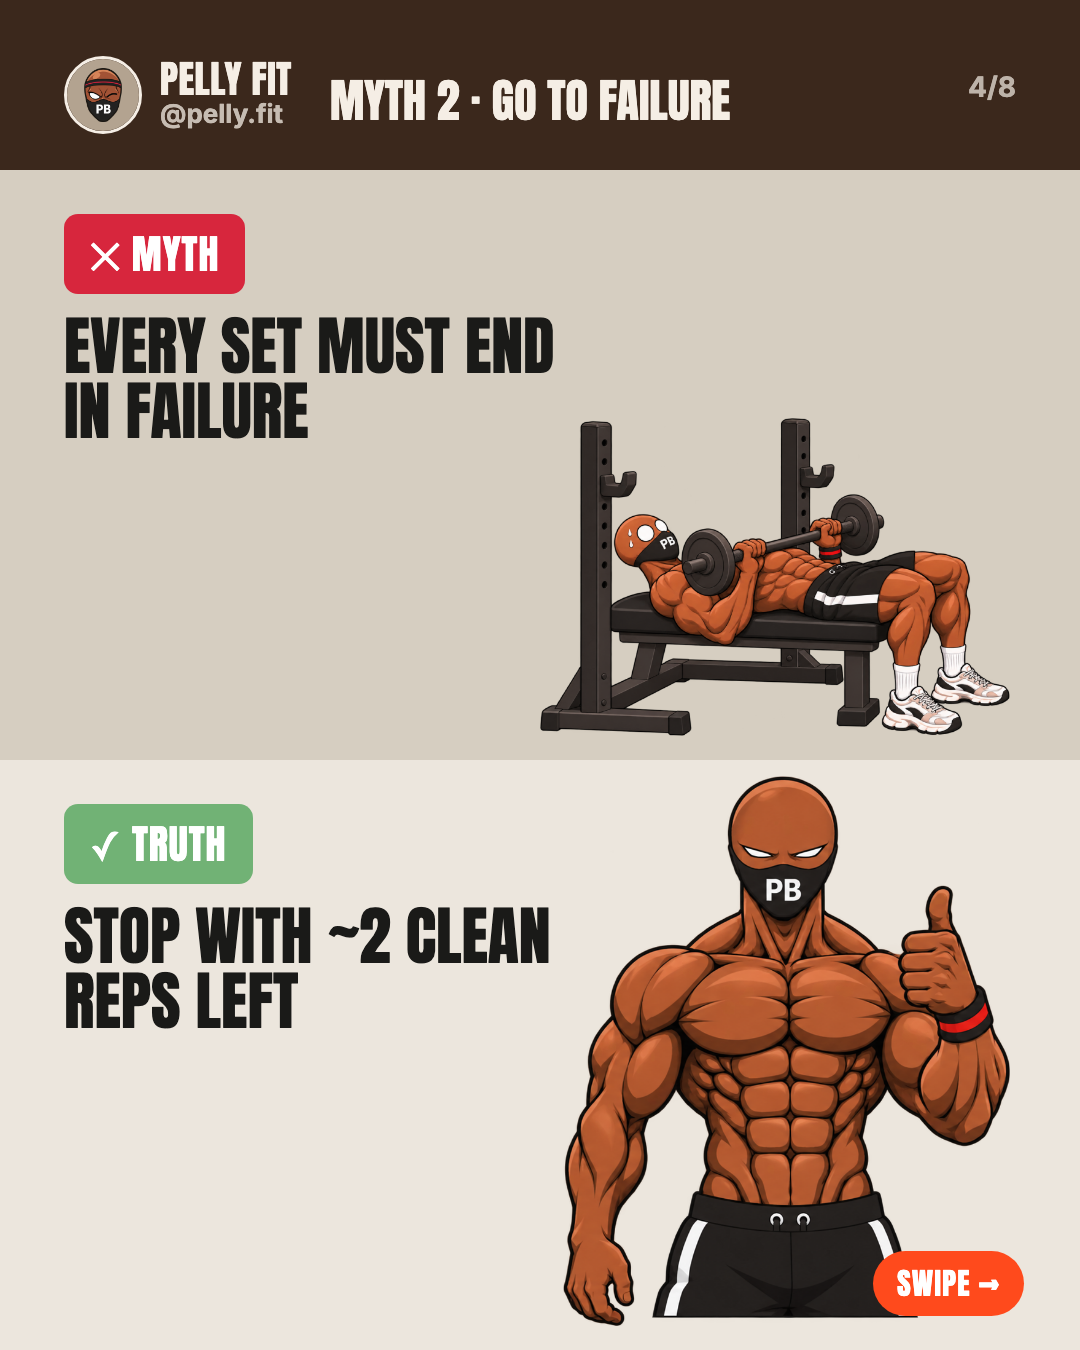 PELLY FIT
@pelly.fit
MYTH 2 · GO TO FAILURE
4/8
PB
× MYTH
EVERY SET MUST END
IN FAILURE
PB
✓ TRUTH
STOP WITH ~2 CLEAN
REPS LEFT
PB
SWIPE →